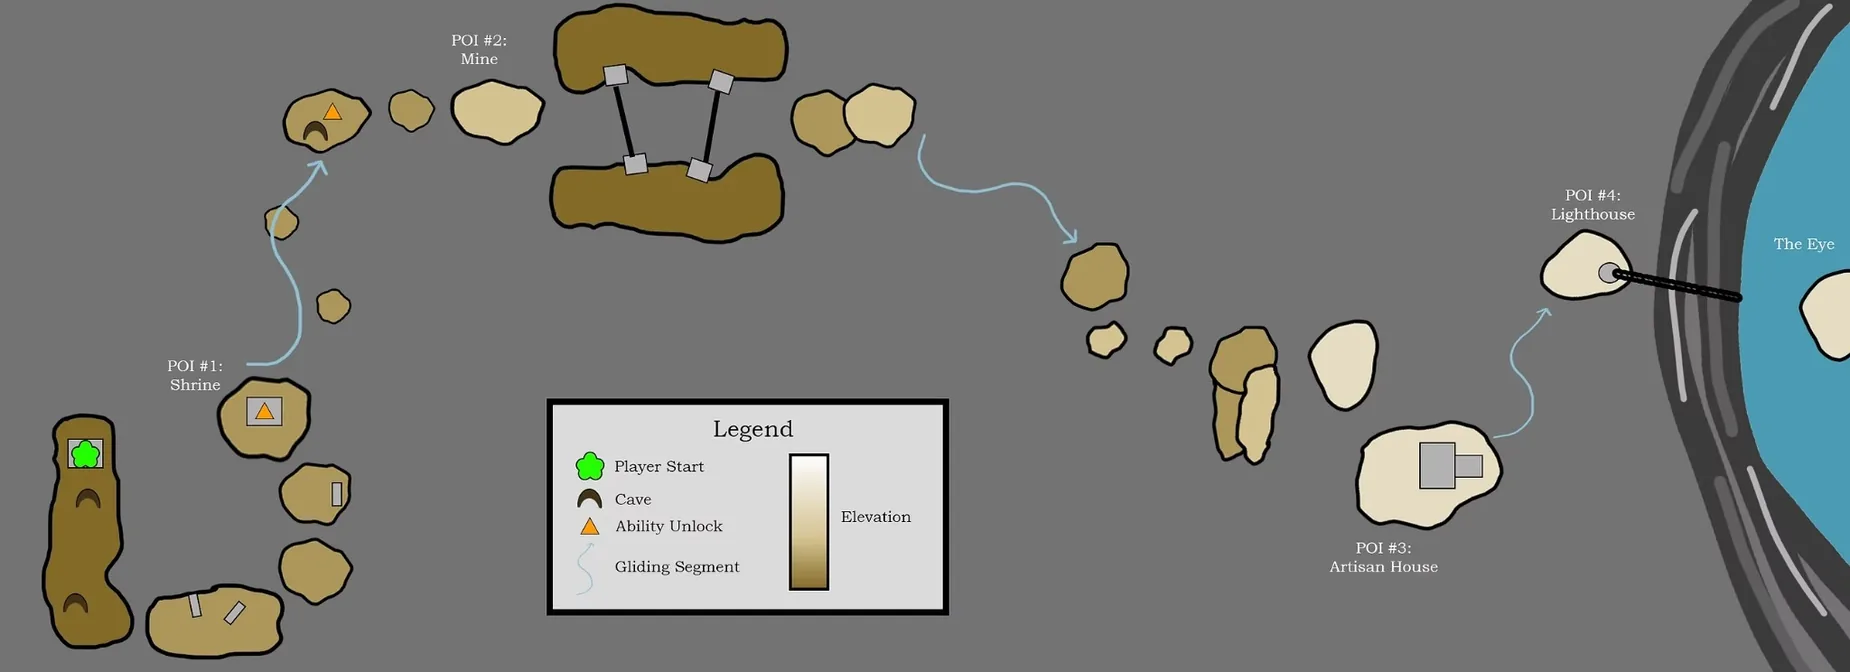 POI #2:
Mine
POI #4:
Lighthouse
The Eye
POI #1:
Shrine
Legend
Player Start
Cave
Ability Unlock
Gliding Segment
Elevation
POI #3:
Artisan House